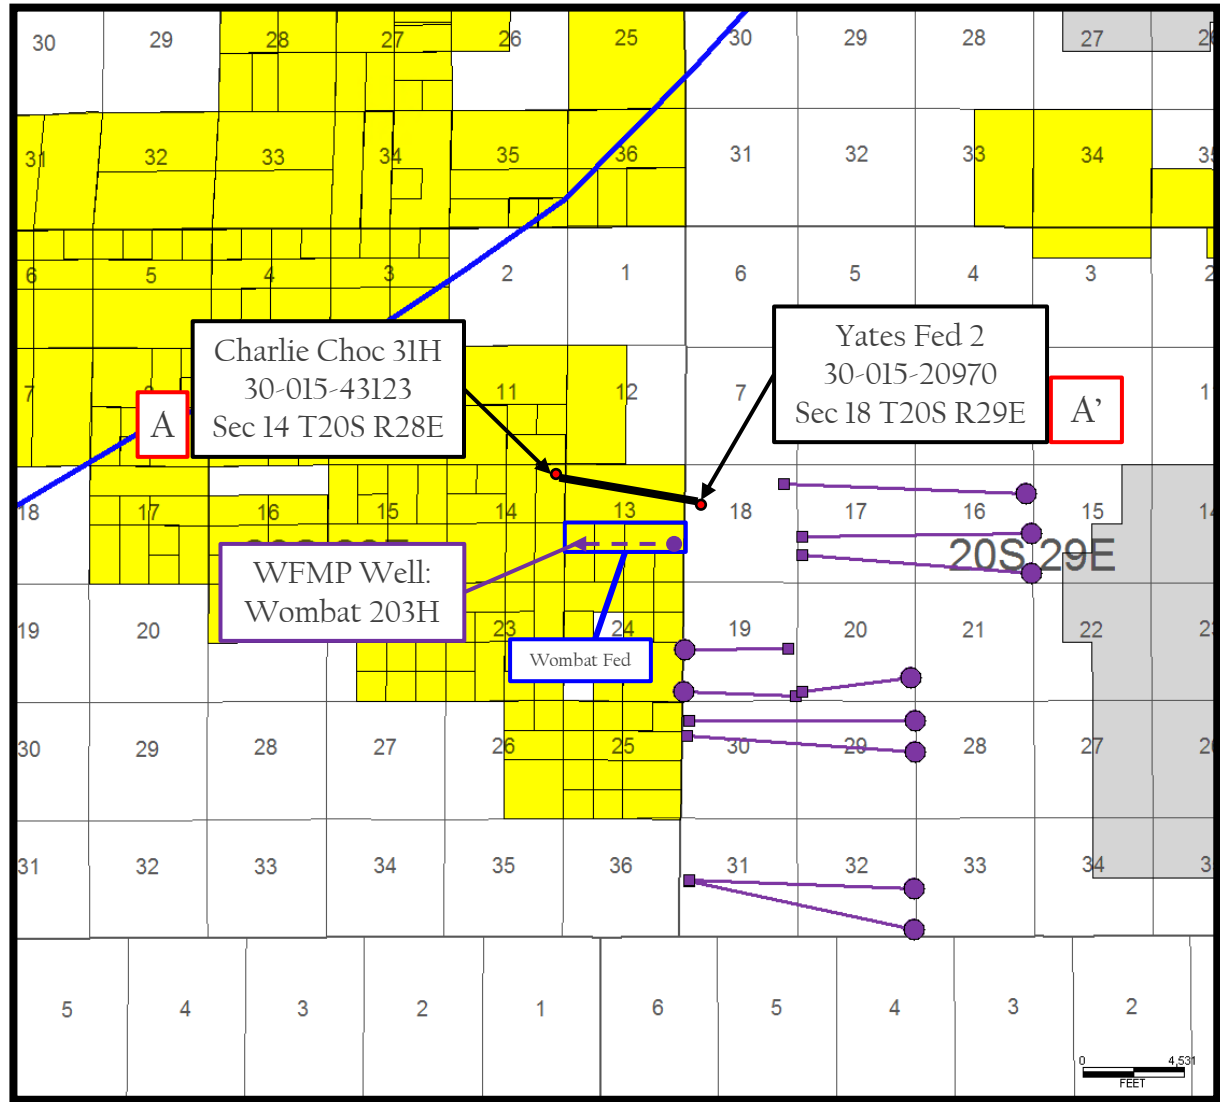 30 29 28 27 26 25 30 29 28 27
31 32 33 34 35 36 31 32 33 34
6 5 4 3 2 1 6 5 4 3
Charlie Choc 31H
30-015-43123
Sec 14 T20S R28E
Yates Fed 2
30-015-20970
Sec 18 T20S R29E
A
A’
7 11 12 7
18 17 16 15 14 13 18 17 16 15
20S 29E
WFMP Well:
Wombat 203H
19 20 23 24 19 20 21 22
Wombat Fed
30 29 28 27 26 25 30 29 28 27
31 32 33 34 35 36 31 32 33 34
5 4 3 2 1 6 5 4 3 2
0 4,531
FEET